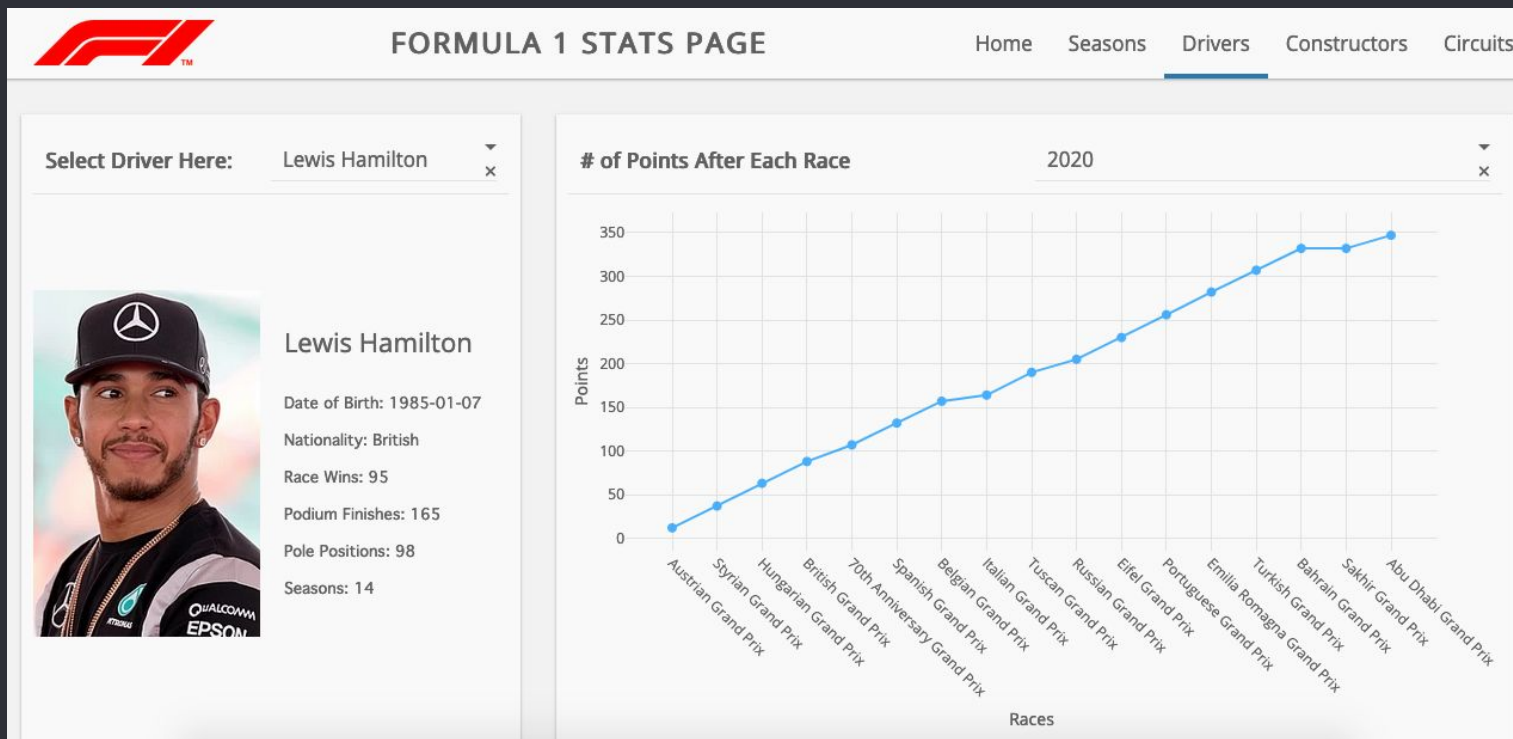 TM
FORMULA 1 STATS PAGE
Home Seasons Drivers Constructors Circuits
Select Driver Here: Lewis Hamilton
Lewis Hamilton
Date of Birth: 1985-01-07
Nationality: British
Race Wins: 95
Podium Finishes: 165
Pole Positions: 98
Seasons: 14
PETRONAS
QUALCOMM
EPSON
# of Points After Each Race 2020
Points
350
300
250
200
150
100
50
0
Austrian Grand Prix
Styrian Grand Prix
Hungarian Grand Prix
British Grand Prix
70th Anniversary Grand Prix
Spanish Grand Prix
Belgian Grand Prix
Italian Grand Prix
Tuscan Grand Prix
Russian Grand Prix
Eifel Grand Prix
Portuguese Grand Prix
Emilia Romagna Grand Prix
Turkish Grand Prix
Bahrain Grand Prix
Sakhir Grand Prix
Abu Dhabi Grand Prix
Races